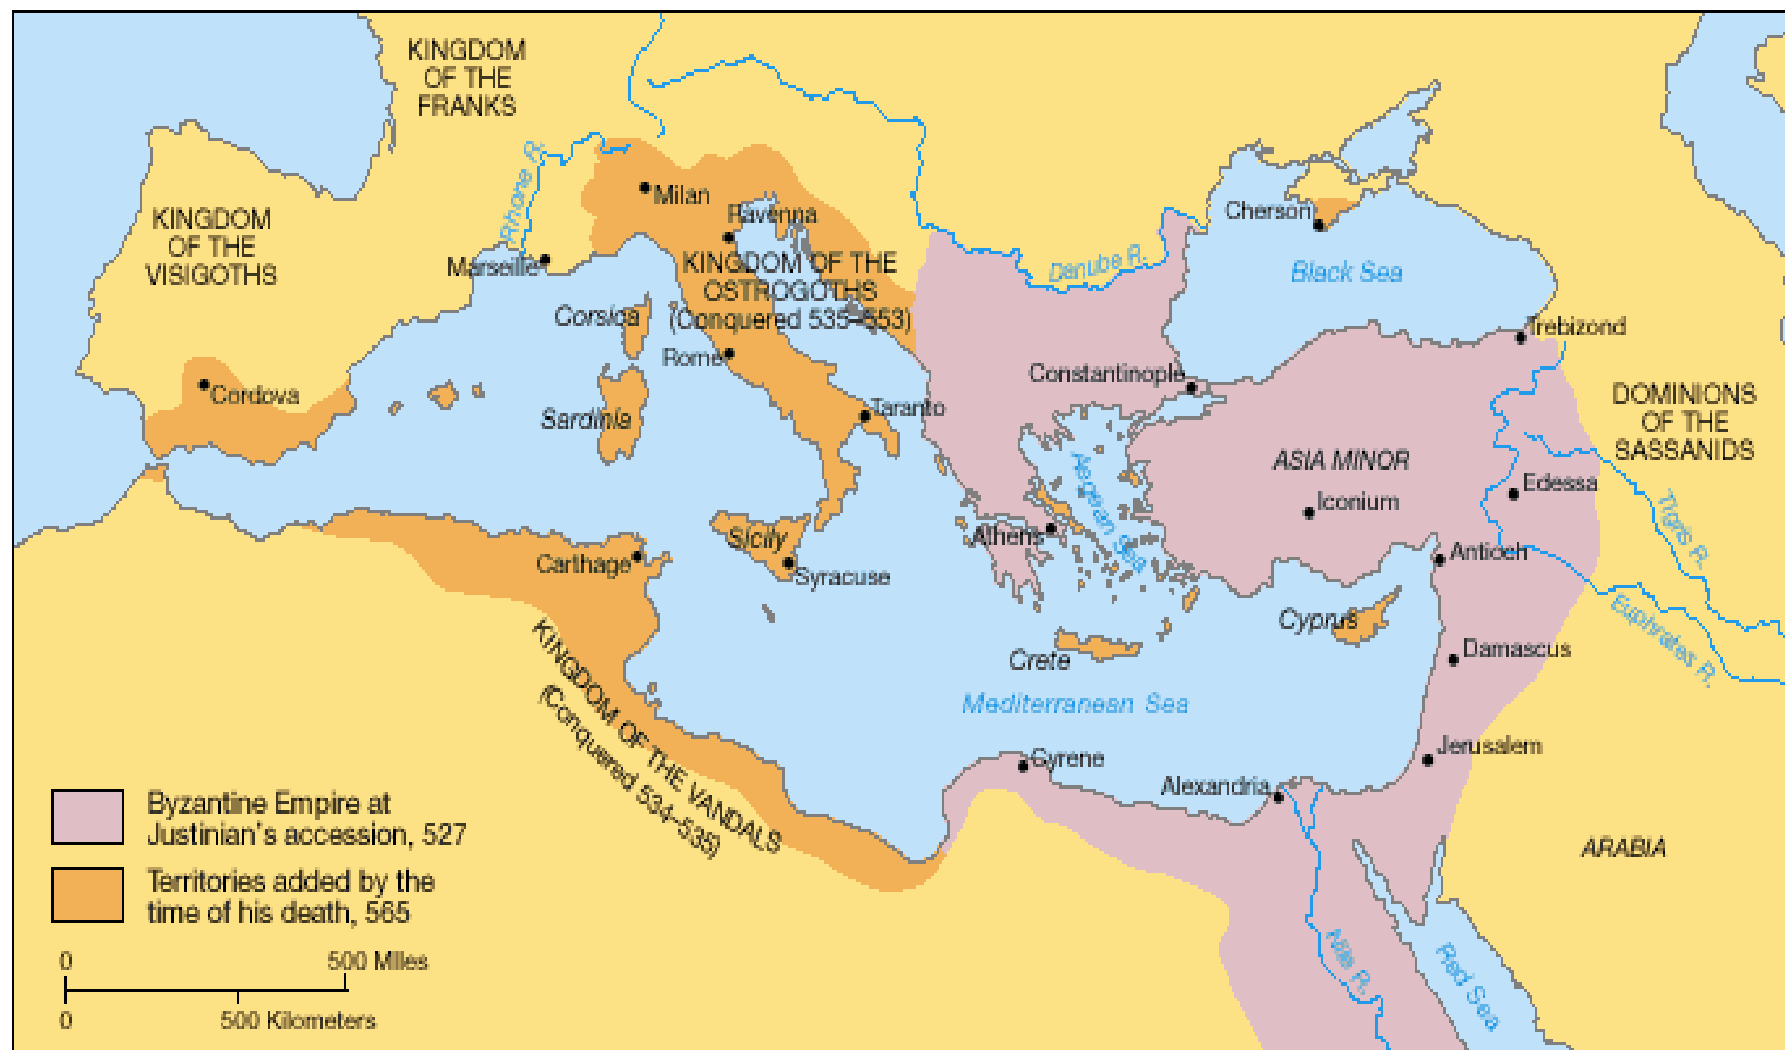 KINGDOM
OF THE
FRANKS
KINGDOM
OF THE
VISIGOTHS
Rhone R.
Milan
Ravenna
Marseille
KINGDOM OF THE
OSTROGOTHS
(Conquered 535–553)
Corsica
Rome
Sardinia
Taranto
Cordova
Danube R.
Cherson
Black Sea
Trebizond
Constantinople
DOMINIONS
OF THE
SASSANIDS
ASIA MINOR
Iconium
Edessa
Aegean Sea
Athens
Antioch
Tigris R.
Euphrates R.
Carthage
Sicily
Syracuse
Cyprus
Crete
Damascus
Mediterranean Sea
KINGDOM OF THE VANDALS
(Conquered 534–535)
Cyrene
Alexandria
Jerusalem
ARABIA
Nile R.
Red Sea
Byzantine Empire at
Justinian's accession, 527
Territories added by the
time of his death, 565
0 500 Miles
0 500 Kilometers